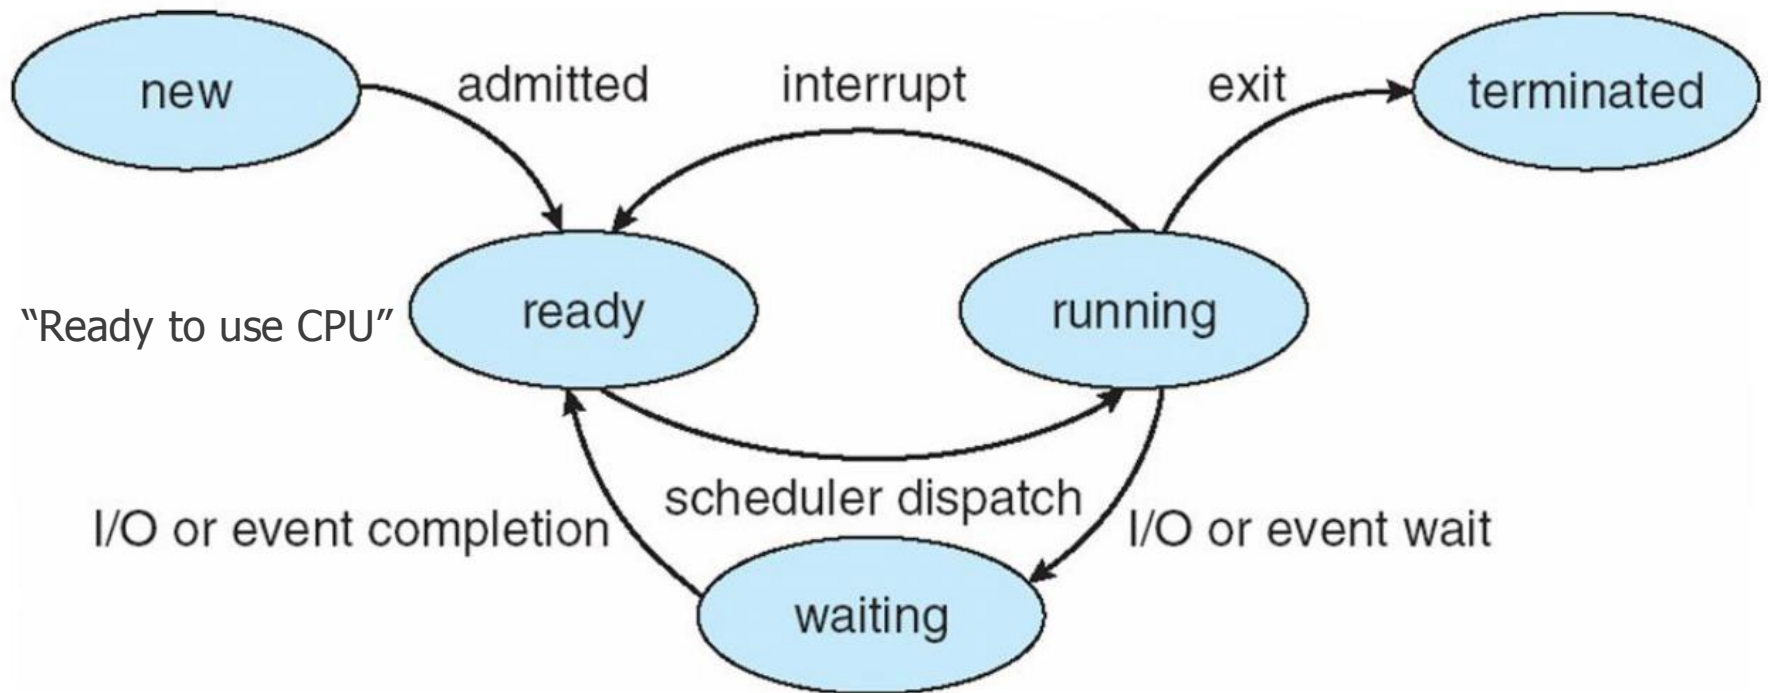 new
admitted
interrupt
exit
terminated
“Ready to use CPU”
ready
running
I/O or event completion
scheduler dispatch
I/O or event wait
waiting